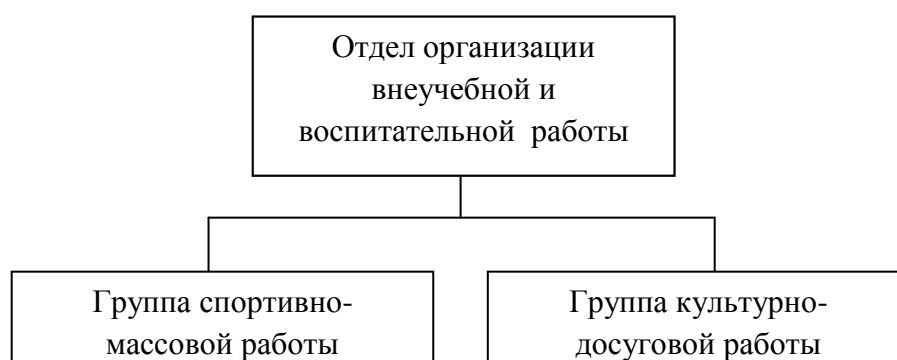 Отдел организации
внеучебной и
воспитательной работы
Группа спортивно-
массовой работы
Группа культурно-
досуговой работы